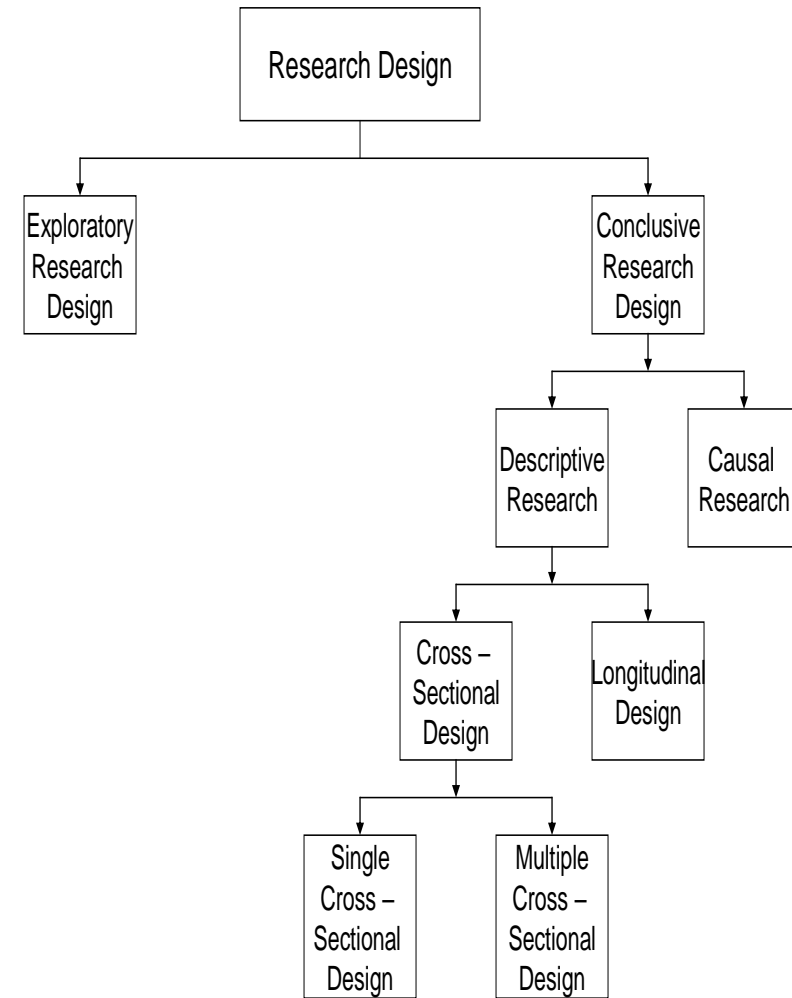 Research Design
Exploratory
Research
Design
Conclusive
Research
Design
Descriptive
Research
Causal
Research
Cross –
Sectional
Design
Longitudinal
Design
Single
Cross –
Sectional
Design
Multiple
Cross –
Sectional
Design